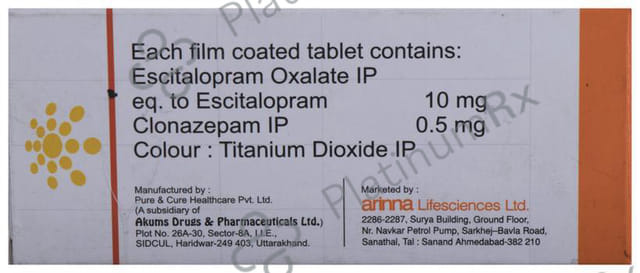 Each film coated tablet contains:
Escitalopram Oxalate IP
eq. to Escitalopram 10 mg
Clonazepam IP 0.5 mg
Colour : Titanium Dioxide IP
Manufactured by :
Pure & Cure Healthcare Pvt. Ltd.
(A subsidiary of
Akums Drugs & Pharmaceuticals Ltd.)
Plot No. 26A-30, Sector-8A, I.I.E.,
SIDCUL, Haridwar-249 403, Uttarakhand.
Marketed by :
arinna Lifesciences Ltd.
2286-2287, Surya Building, Ground Floor,
Nr. Navkar Petrol Pump, Sarkhej–Bavla Road,
Sanathal, Tal : Sanand Ahmedabad-382 210
PlatinumRx